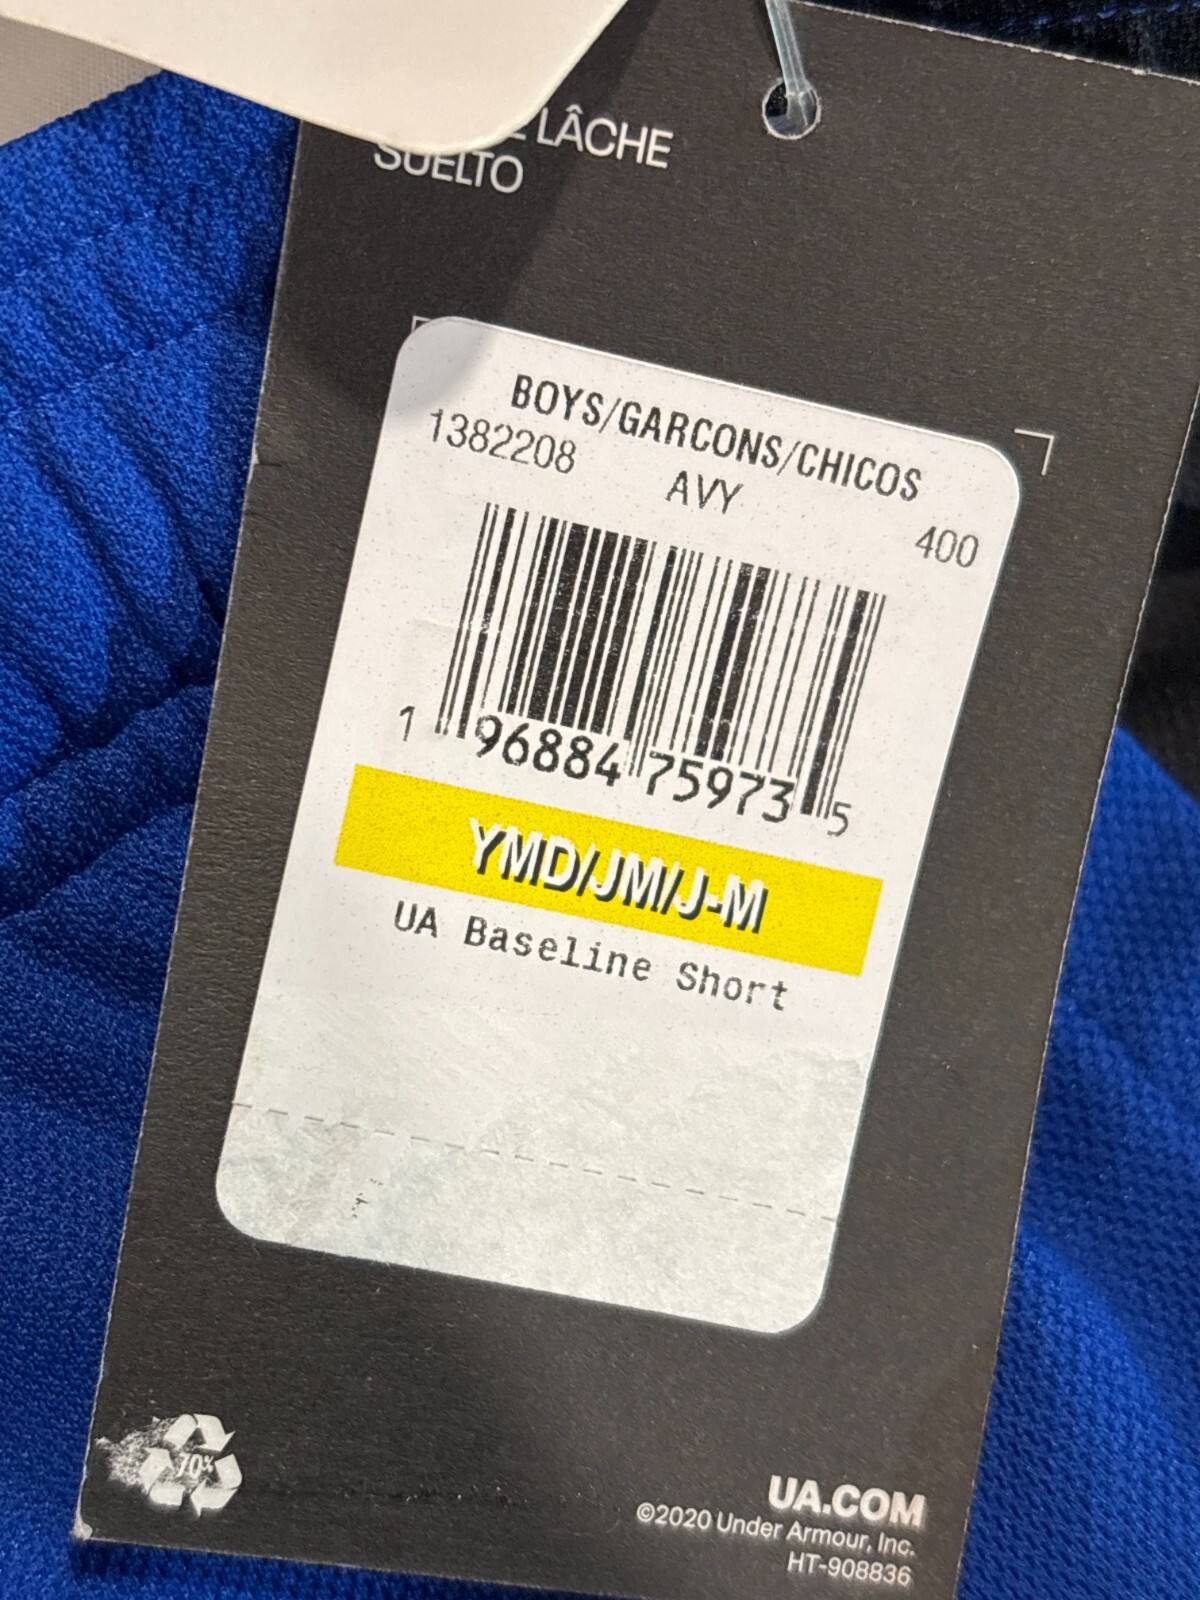 LÂCHE
SUELTO
BOYS/GARCONS/CHICOS
1382208
AVY
400
1 96884 75973 5
YMD/JM/J-M
UA Baseline Short
70%
UA.COM
©2020 Under Armour, Inc.
HT-908836